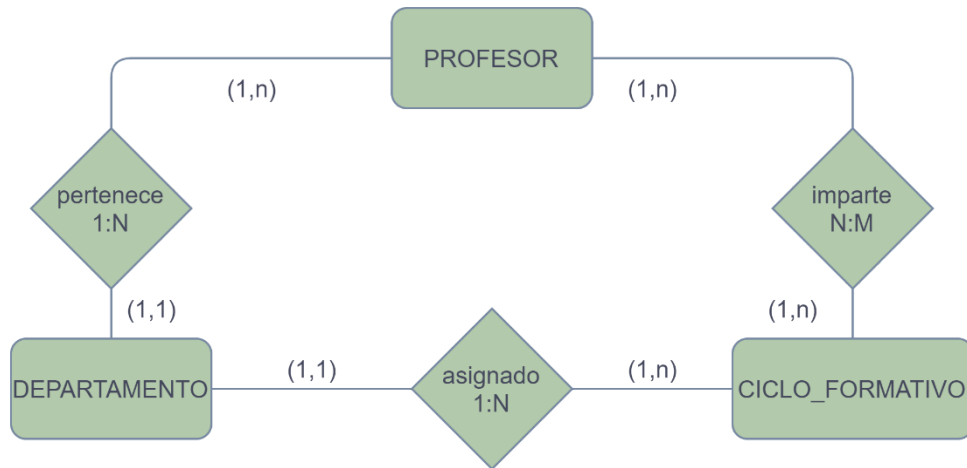 PROFESOR
(1,n)
(1,n)
pertenece
1:N
imparte
N:M
(1,1)
(1,n)
DEPARTAMENTO
(1,1)
asignado
1:N
(1,n)
CICLO_FORMATIVO